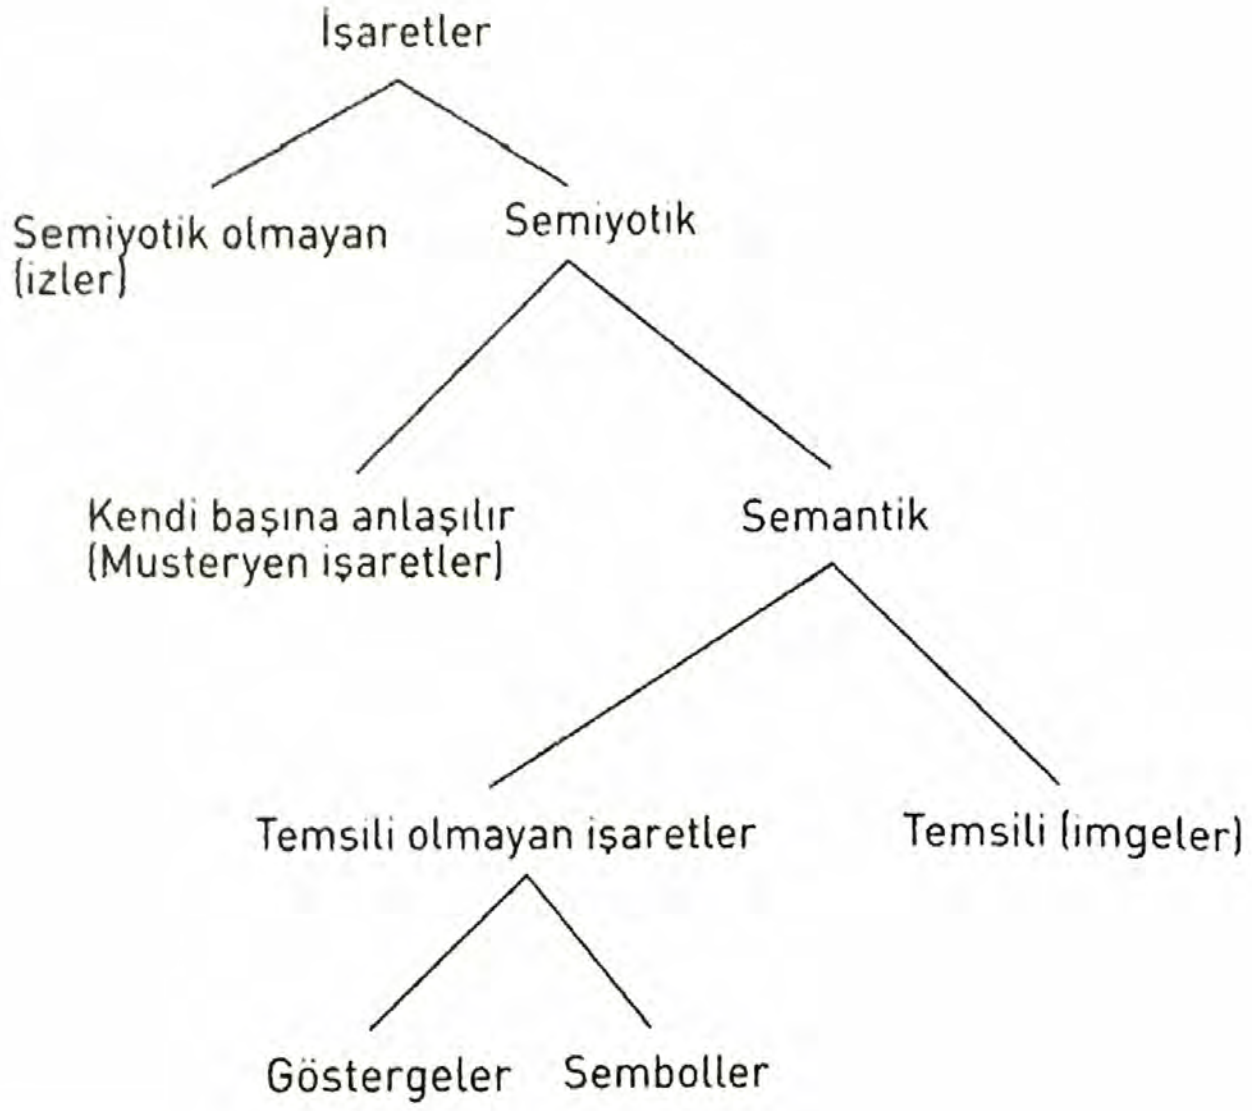 İşaretler
Semiyotik olmayan
(izler)
Semiyotik
Kendi başına anlaşılır
(Musteryen işaretler)
Semantik
Temsili olmayan işaretler
Temsili (imgeler)
Göstergeler
Semboller